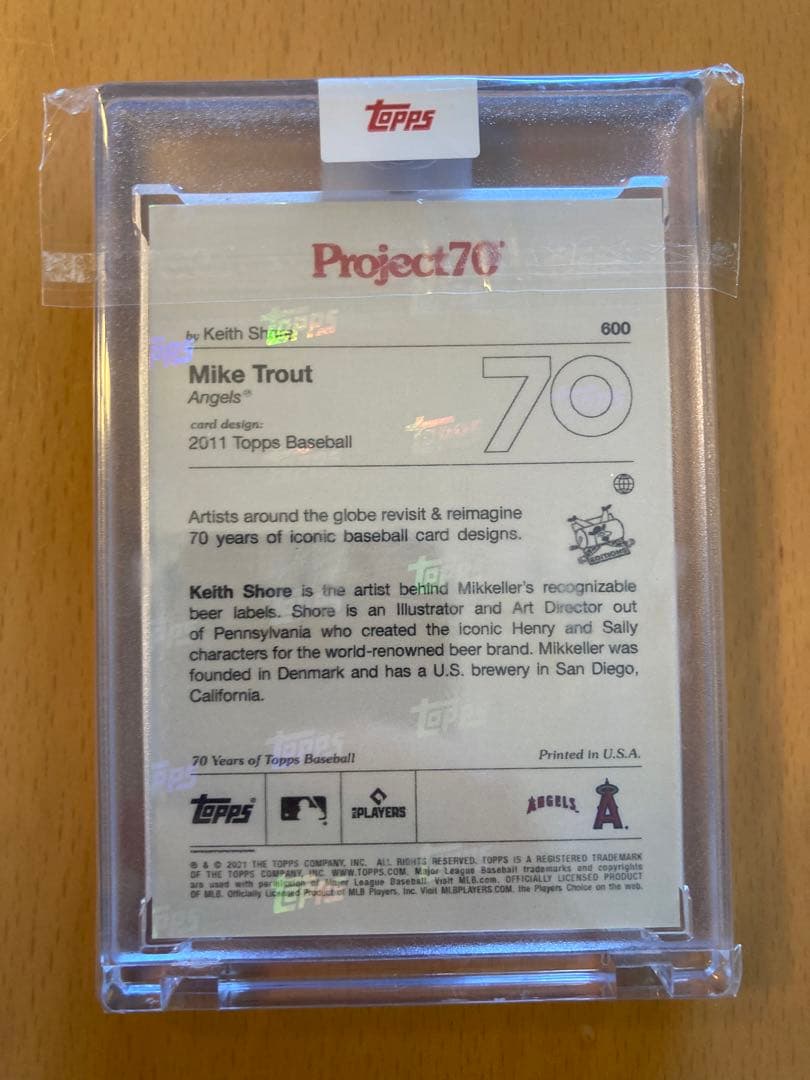 Topps
Project70®
by Keith Shore
600
Mike Trout
Angels®
70
card design:
2011 Topps Baseball
Artists around the globe revisit & reimagine
70 years of iconic baseball card designs.
EDITIONS
Keith Shore is the artist behind Mikkeller's recognizable
beer labels. Shore is an Illustrator and Art Director out
of Pennsylvania who created the iconic Henry and Sally
characters for the world-renowned beer brand. Mikkeller was
founded in Denmark and has a U.S. brewery in San Diego,
California.
70 Years of Topps Baseball
Printed in U.S.A.
Topps®
PLAYERS
ANGELS
A
® & © 2021 THE TOPPS COMPANY, INC. ALL RIGHTS RESERVED. TOPPS IS A REGISTERED TRADEMARK
OF THE TOPPS COMPANY, INC. WWW.TOPPS.COM. Major League Baseball trademarks and copyrights
are used with permission of Major League Baseball. Visit MLB.com. OFFICIALLY LICENSED PRODUCT
OF MLB. Officially Licensed Product of MLB Players, Inc. Visit MLBPLAYERS.COM, the Players Choice on the web.